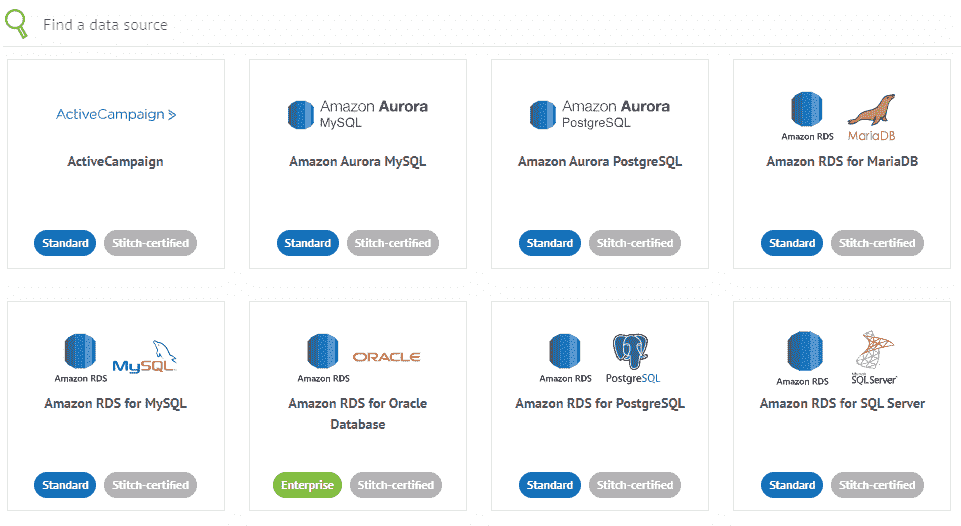 Find a data source
ActiveCampaign >
ActiveCampaign
Standard Stitch-certified
Amazon Aurora
MySQL
Amazon Aurora MySQL
Standard Stitch-certified
Amazon Aurora
PostgreSQL
Amazon Aurora PostgreSQL
Standard Stitch-certified
Amazon RDS MariaDB
Amazon RDS for MariaDB
Standard Stitch-certified
MySQL
Amazon RDS
Amazon RDS for MySQL
Standard Stitch-certified
ORACLE
Amazon RDS
Amazon RDS for Oracle
Database
Enterprise Stitch-certified
Amazon RDS PostgreSQL
Amazon RDS for PostgreSQL
Standard Stitch-certified
Amazon RDS SQL Server
Amazon RDS for SQL Server
Standard Stitch-certified